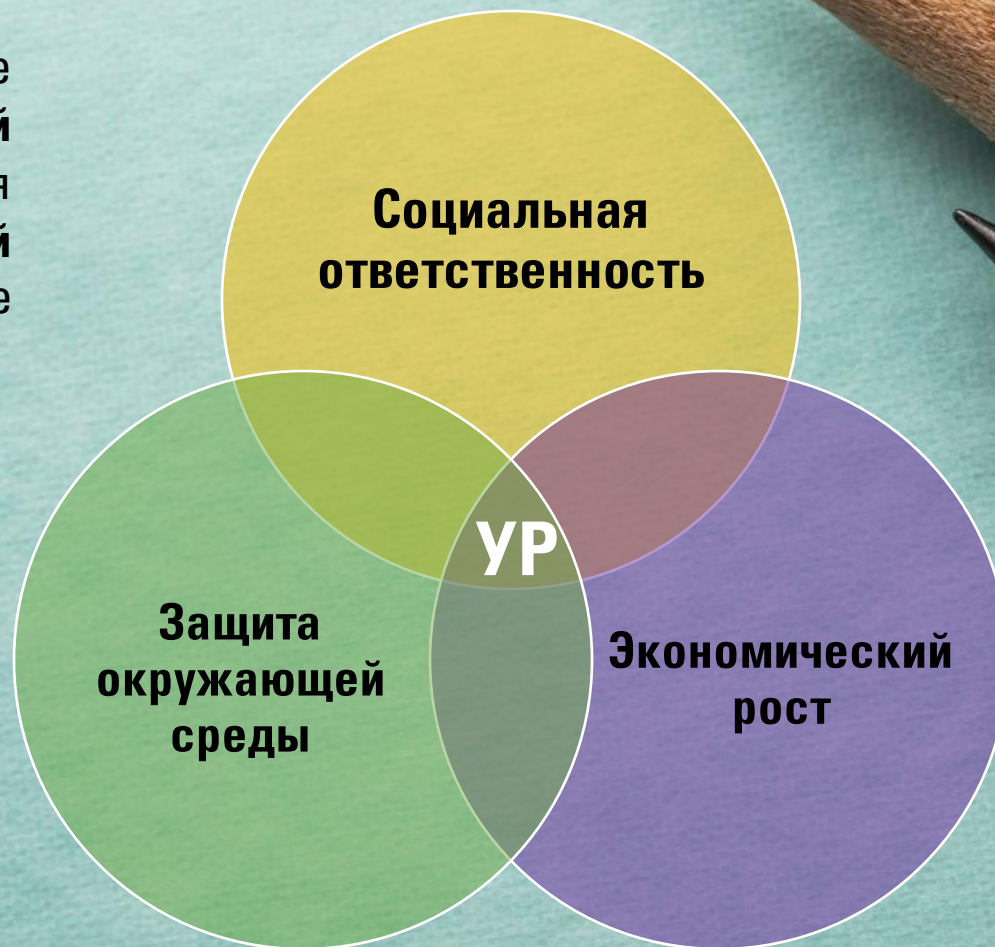 Социальная
ответственность
УР
Защита
окружающей
среды
Экономический
рост